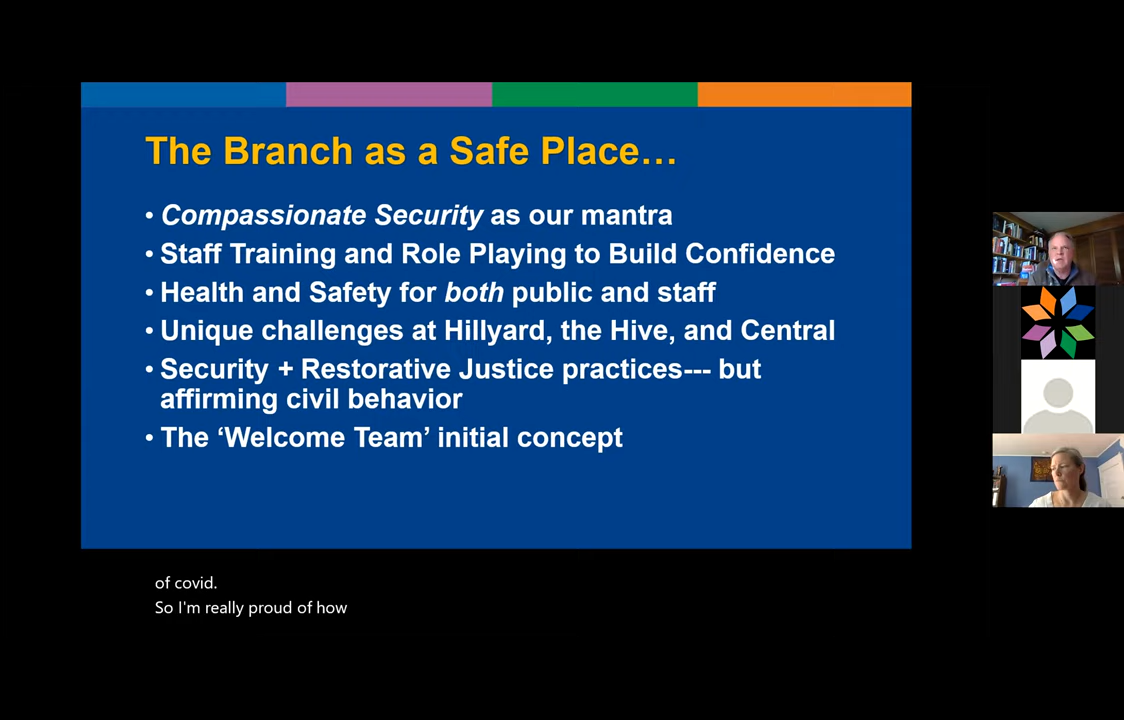 The Branch as a Safe Place…
• Compassionate Security as our mantra
• Staff Training and Role Playing to Build Confidence
• Health and Safety for both public and staff
• Unique challenges at Hillyard, the Hive, and Central
• Security + Restorative Justice practices--- but
affirming civil behavior
• The ‘Welcome Team’ initial concept
of covid.
So I'm really proud of how